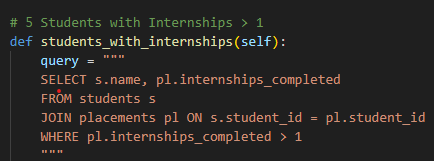 # 5 Students with Internships > 1
def students_with_internships(self):
query = """
SELECT s.name, pl.internships_completed
FROM students s
JOIN placements pl ON s.student_id = pl.student_id
WHERE pl.internships_completed > 1
"""